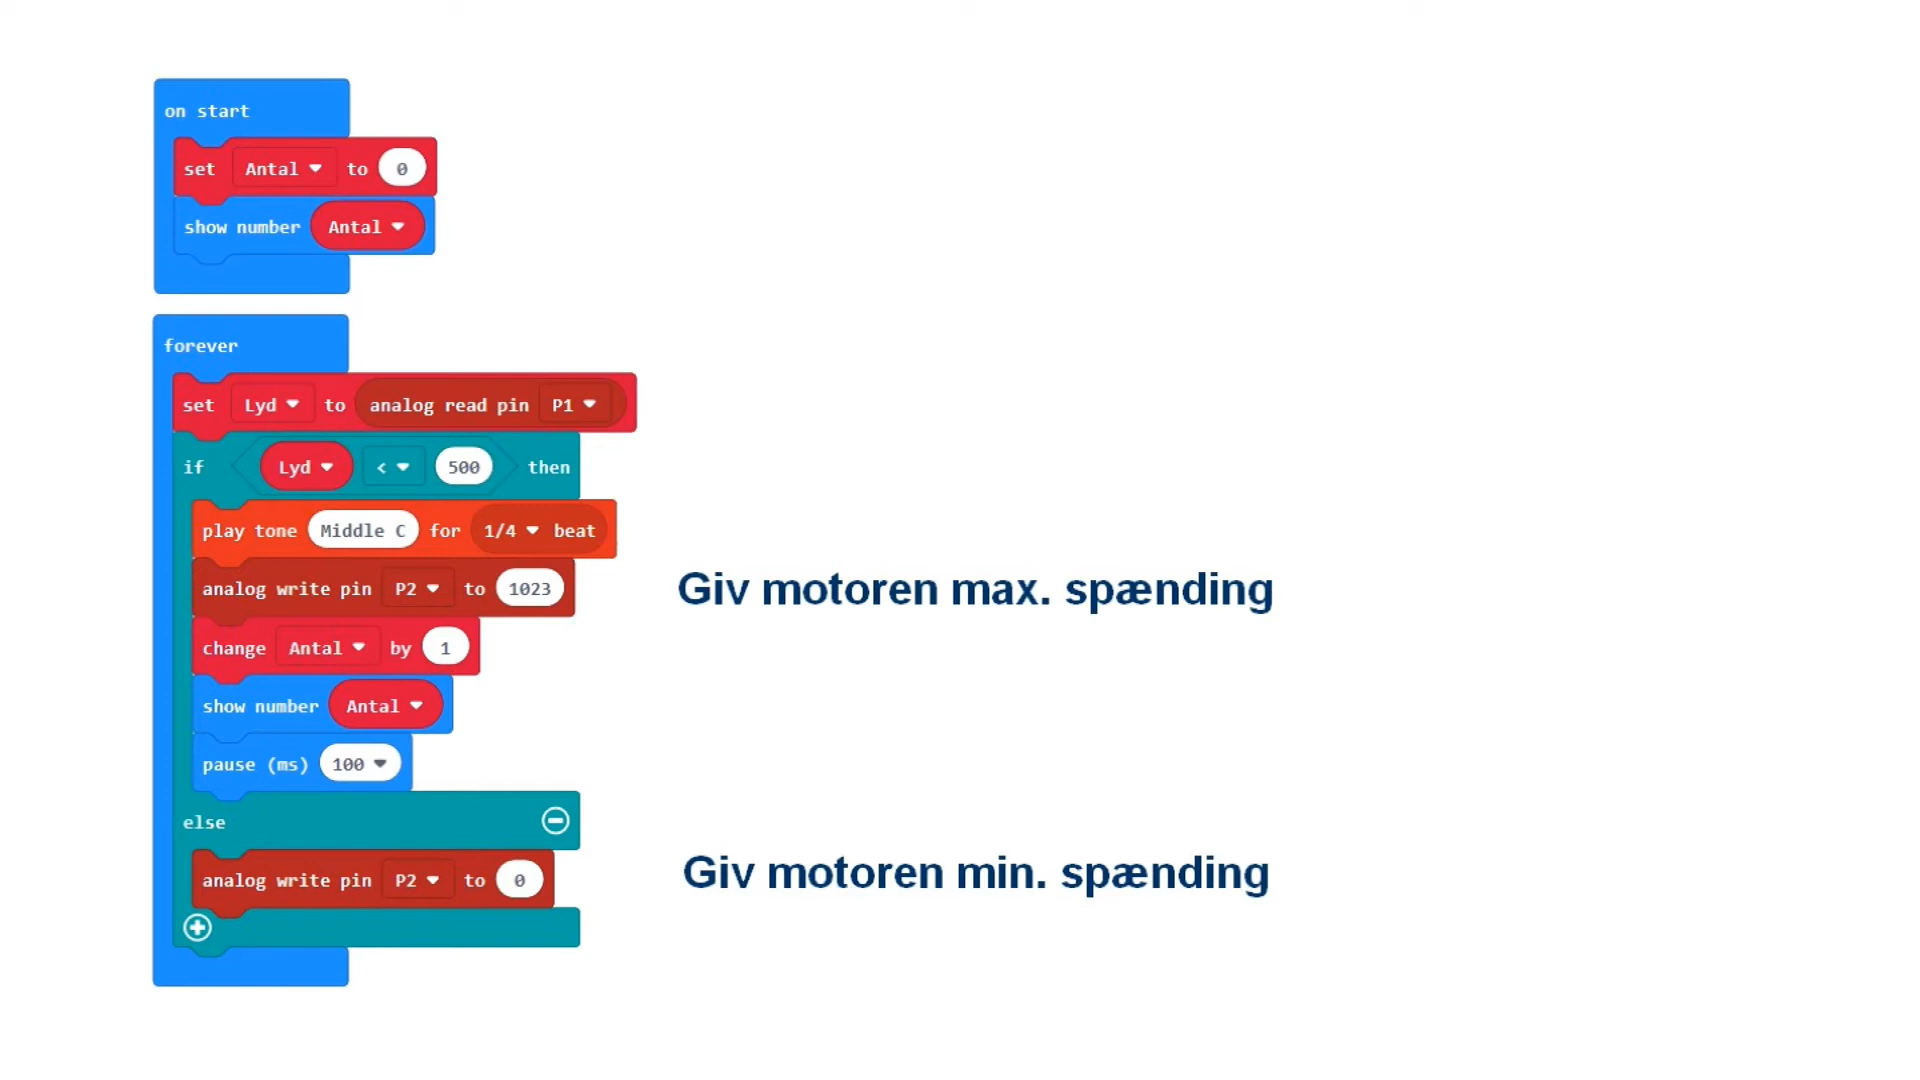 on start
set Antal to 0
show number Antal
forever
set Lyd to analog read pin P1
if Lyd < 500 then
play tone Middle C for 1/4 beat
analog write pin P2 to 1023
Giv motoren max. spænding
change Antal by 1
show number Antal
pause (ms) 100
else
analog write pin P2 to 0
Giv motoren min. spænding